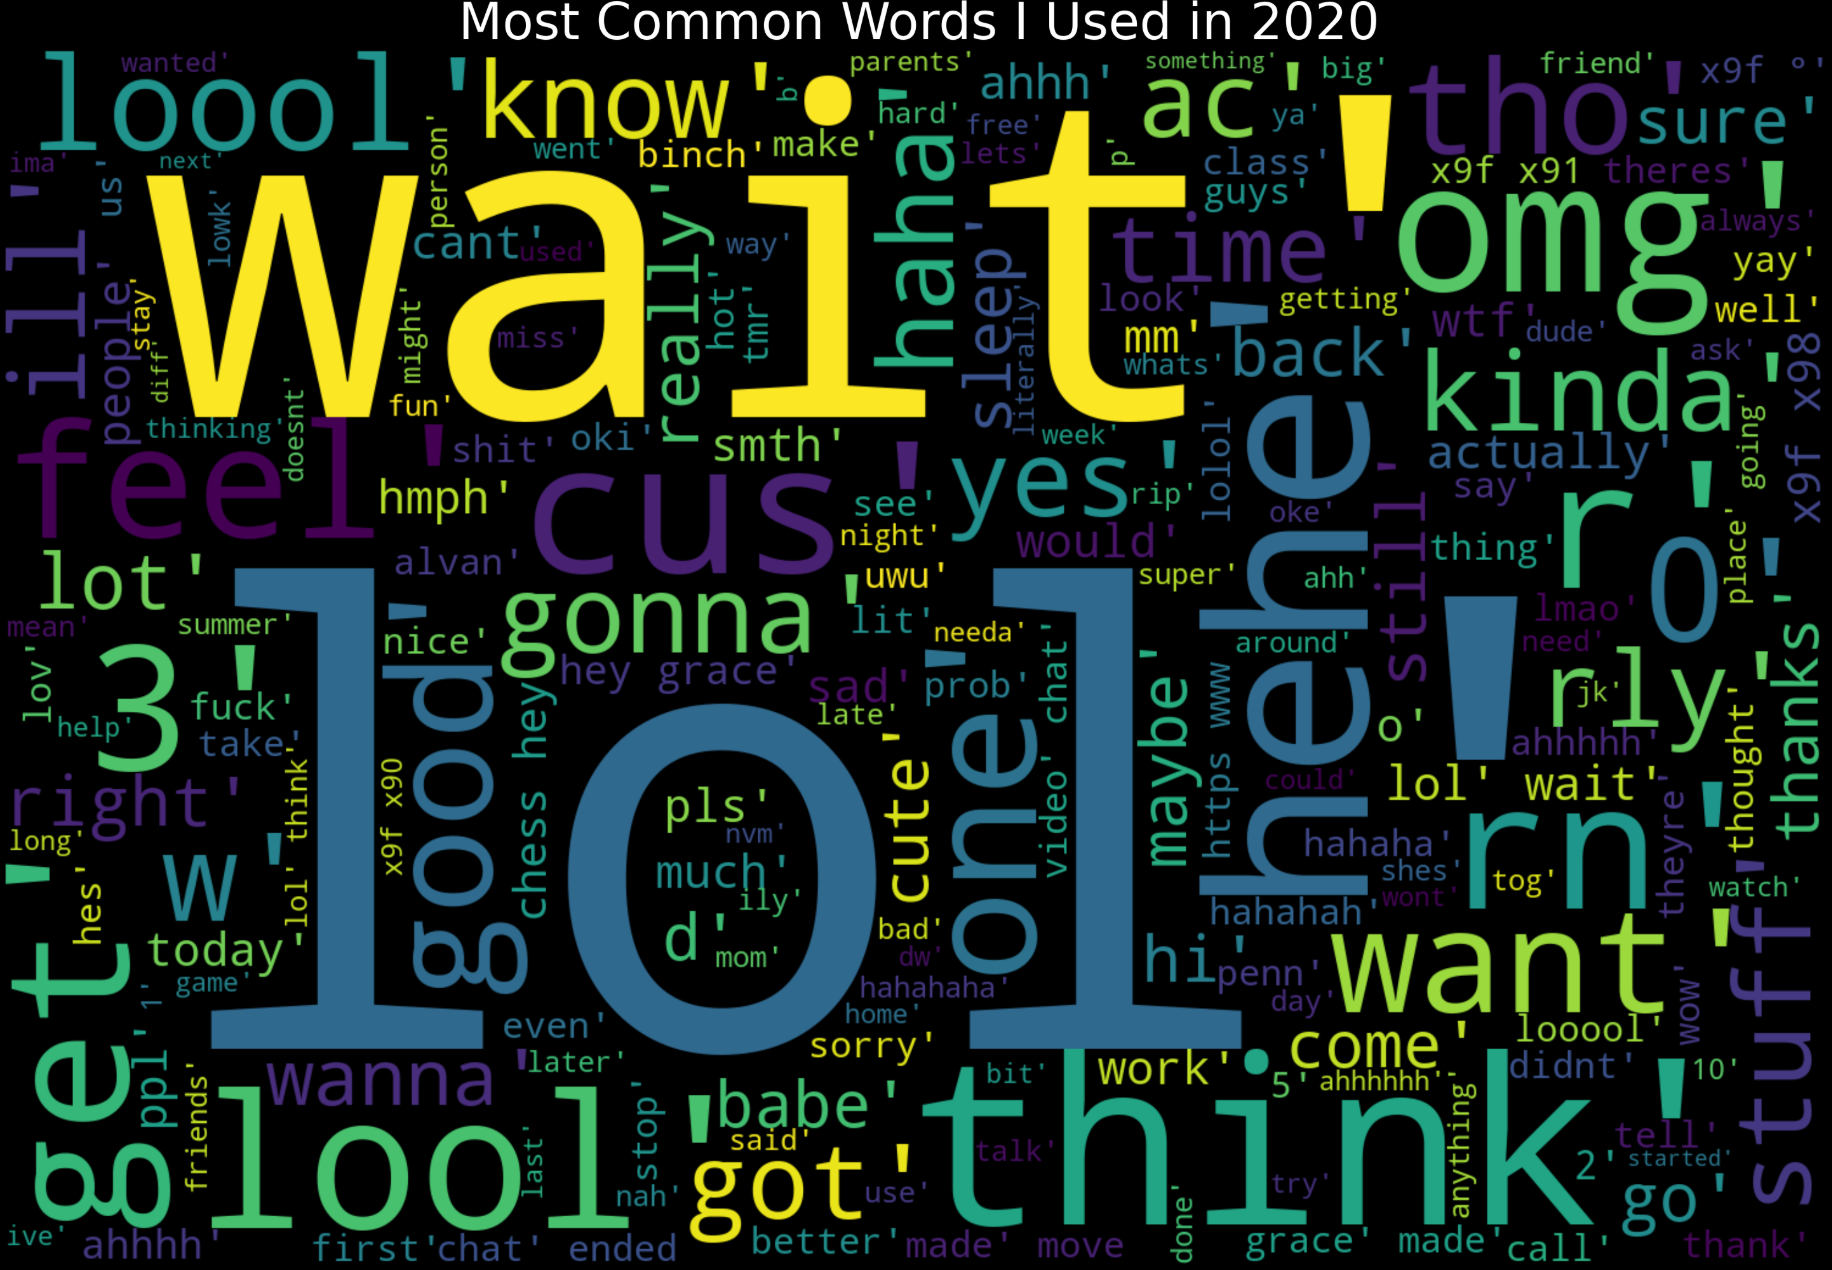 Most Common Words I Used in 2020
wanted'
loool'
know'
b'
parents'
ahhh'
something'
ac'
big'
friend'
x9f °'
tho'
sure'
hard'
free'
ya'
ima'
us'
next'
person'
went'
binch'
make'
haha'
lets'
p'
class'
guys'
x9f x91
theres'
wait'
omg'
always'
lowk'
cant'
used'
really'
way'
sleep'
time'
yay'
ill'
people'
stay'
might'
miss'
hot'
tmr'
literally'
look'
getting'
well'
mm'
wtf'
dude'
whats'
back'
ask'
x9f x98
diff'
fun'
kinda'
going'
feel'
thinking'
doesnt'
shit'
oki'
smth'
week'
lolol'
actually'
hmph'
cus'
see'
yes'
rip'
hehehe'
oke'
still'
say'
r'
night'
would'
thing'
0'
place'
lot'
alvan'
uwu'
super'
ahh'
mean'
summer'
nice'
gonna'
lit'
needa'
around'
lmao'
need'
thanks'
3'
lov'
fuck'
help'
take'
good'
hey grace'
sad'
prob'
late'
video' chat'
maybe'
https www
o'
rly'
jk'
ahhhhh'
thought'
right'
lol' think'
x9f x90
chess hey
lol'
pls'
nvm'
much'
ily'
d'
mom'
cute'
one'
could'
lol' wait'
long'
hes'
w'
hahaha'
shes'
wont'
tog'
rn'
theyre'
watch'
today'
game'
1'
bad'
dw'
hahahaha'
home'
hahahah'
hi'
penn'
day'
want'
wow'
stuff'
get'
ppl'
even'
later'
sorry'
come'
looool'
didnt'
10'
wanna'
babe'
bit'
work'
5'
ahhhhhh'
anything'
friends'
loool'
last'
stop'
said'
got'
think'
talk'
try'
tell'
2'
started'
nah'
use'
done'
go'
ive'
ahhhh'
first'
chat' ended
better'
made' move
grace' made'
call'
thank'